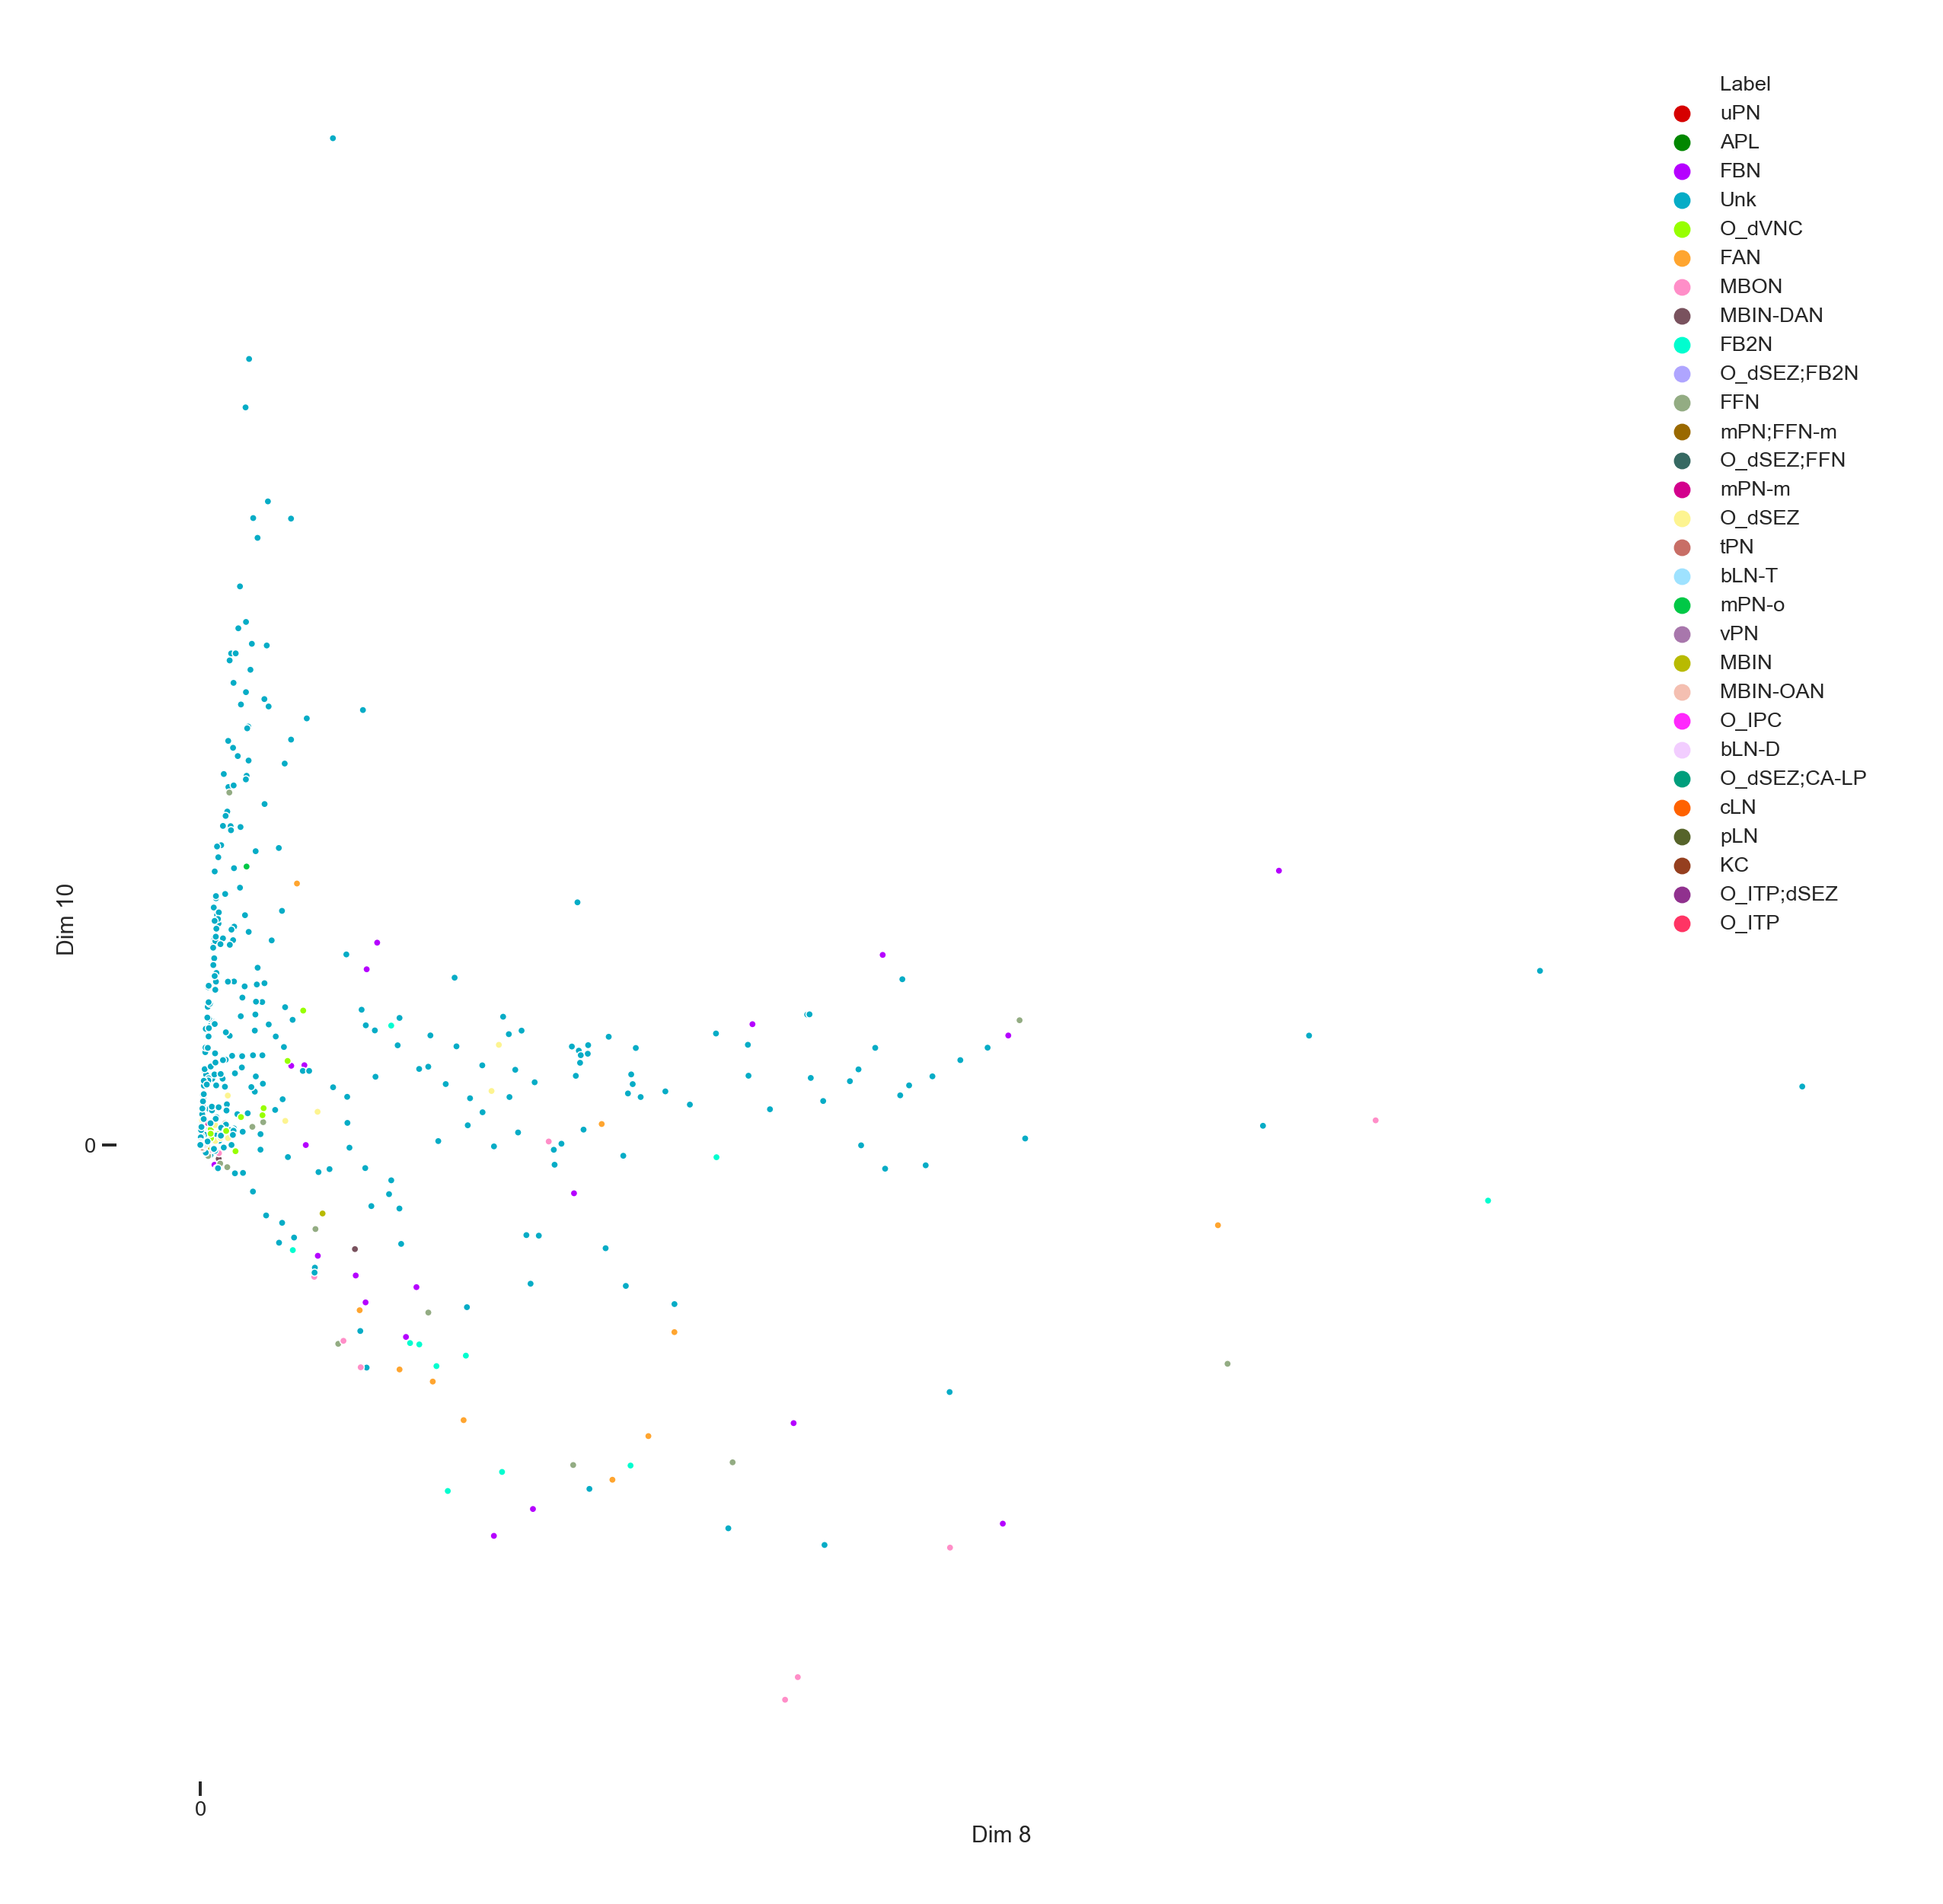 Label
uPN
APL
FBN
Unk
O_dVNC
FAN
MBON
MBIN-DAN
FB2N
O_dSEZ;FB2N
FFN
mPN;FFN-m
O_dSEZ;FFN
mPN-m
O_dSEZ
tPN
bLN-T
mPN-o
vPN
MBIN
MBIN-OAN
O_IPC
bLN-D
O_dSEZ;CA-LP
cLN
pLN
KC
O_ITP;dSEZ
O_ITP
Dim 10
0
0
Dim 8